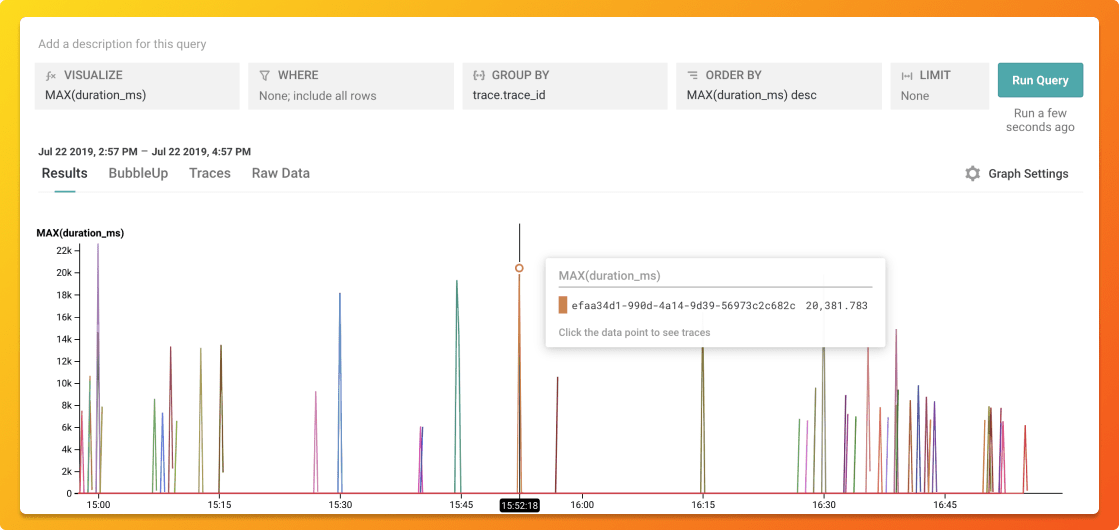 Add a description for this query
VISUALIZE
MAX(duration_ms)
WHERE
None; include all rows
GROUP BY
trace.trace_id
ORDER BY
MAX(duration_ms) desc
LIMIT
None
Run Query
Run a few
seconds ago
Jul 22 2019, 2:57 PM – Jul 22 2019, 4:57 PM
Results BubbleUp Traces Raw Data
Graph Settings
MAX(duration_ms)
22k
20k
18k
16k
14k
12k
10k
8k
6k
4k
2k
0
MAX(duration_ms)
efaa34d1-990d-4a14-9d39-56973c2c682c 20,381.783
Click the data point to see traces
15:00 15:15 15:30 15:45 15:52:18 16:00 16:15 16:30 16:45